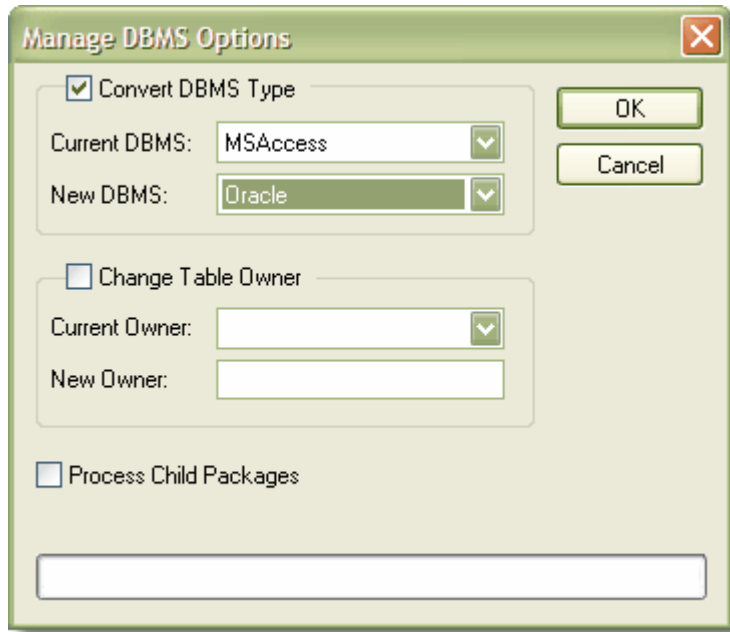 Manage DBMS Options
Convert DBMS Type
OK
Current DBMS: MSAccess
Cancel
New DBMS: Oracle
Change Table Owner
Current Owner:
New Owner:
Process Child Packages